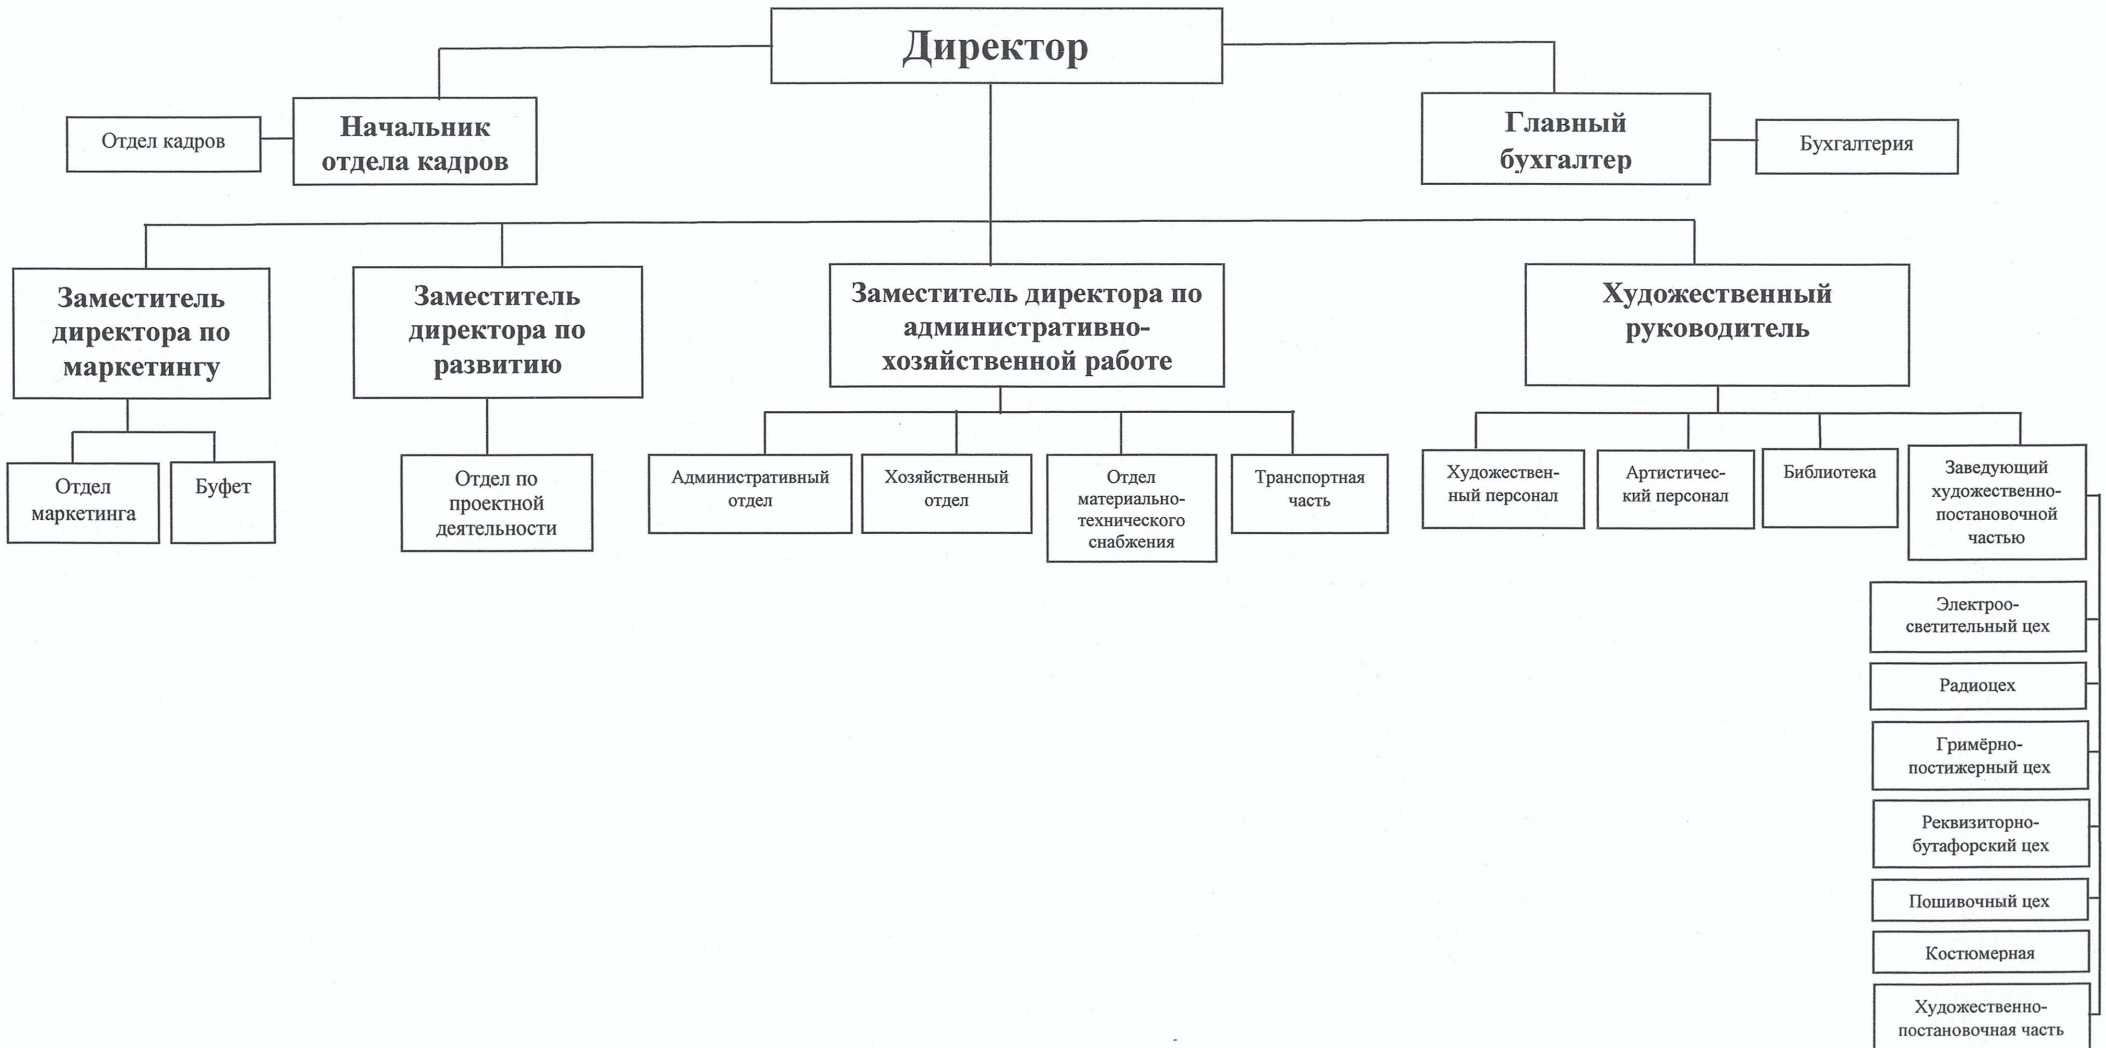 Директор
Отдел кадров
Начальник
отдела кадров
Главный
бухгалтер
Бухгалтерия
Заместитель
директора по
маркетингу
Заместитель
директора по
развитию
Заместитель директора по
административно-
хозяйственной работе
Художественный
руководитель
Отдел
маркетинга
Буфет
Отдел по
проектной
деятельности
Административный
отдел
Хозяйственный
отдел
Отдел
материально-
технического
снабжения
Транспортная
часть
Художествен-
ный персонал
Артистичес-
кий персонал
Библиотека
Заведующий
художественно-
постановочной
частью
Электроо-
светительный цех
Радиоцех
Гримёрно-
постижерный цех
Реквизиторно-
бутафорский цех
Пошивочный цех
Костюмерная
Художественно-
постановочная часть